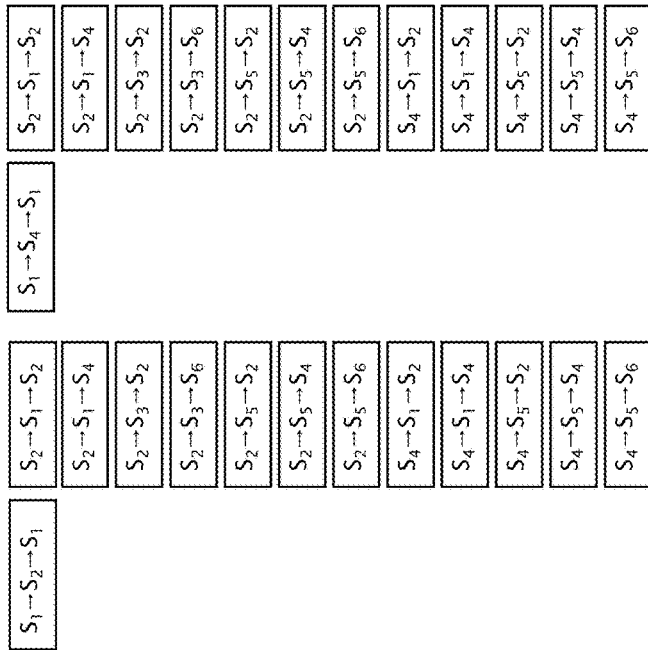 S₁→S₂→S₁ S₂→S₁→S₂ S₁→S₄→S₁ S₂→S₁→S₂
S₂→S₁→S₄ S₂→S₁→S₄
S₂→S₃→S₂ S₂→S₃→S₂
S₂→S₃→S₆ S₂→S₃→S₆
S₂→S₅→S₂ S₂→S₅→S₂
S₂→S₅→S₄ S₂→S₅→S₄
S₂→S₅→S₆ S₂→S₅→S₆
S₄→S₁→S₂ S₄→S₁→S₂
S₄→S₁→S₄ S₄→S₁→S₄
S₄→S₅→S₂ S₄→S₅→S₂
S₄→S₅→S₄ S₄→S₅→S₄
S₄→S₅→S₆ S₄→S₅→S₆